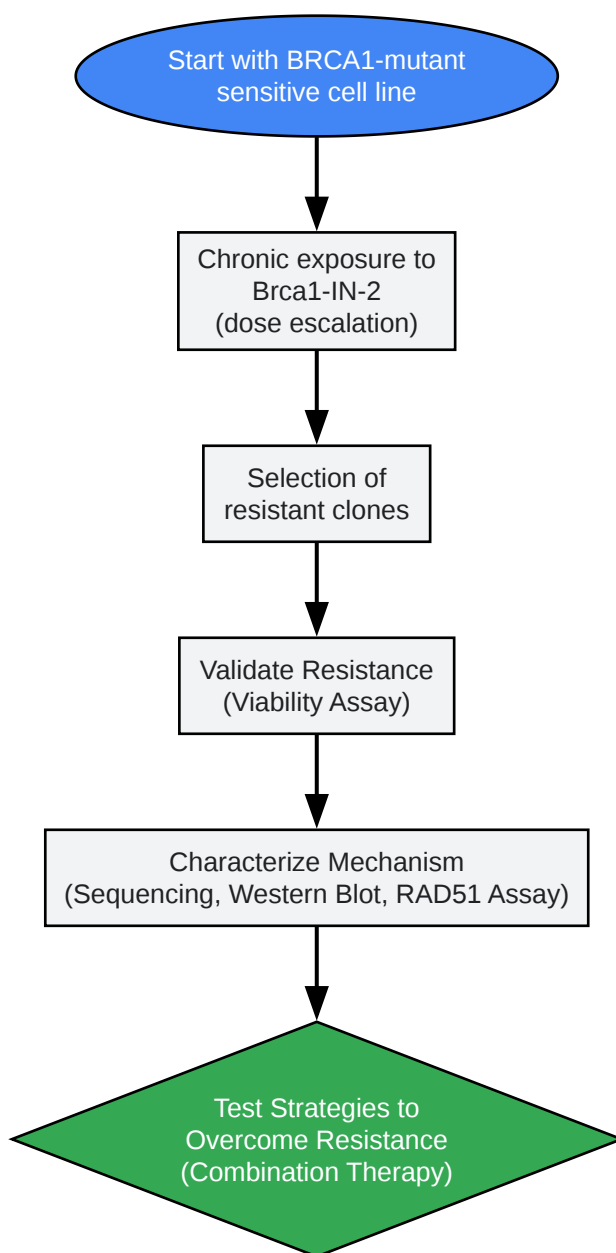 Start with BRCA1-mutant
sensitive cell line
Chronic exposure to
Brca1-IN-2
(dose escalation)
Selection of
resistant clones
Validate Resistance
(Viability Assay)
Characterize Mechanism
(Sequencing, Western Blot, RAD51 Assay)
Test Strategies to
Overcome Resistance
(Combination Therapy)